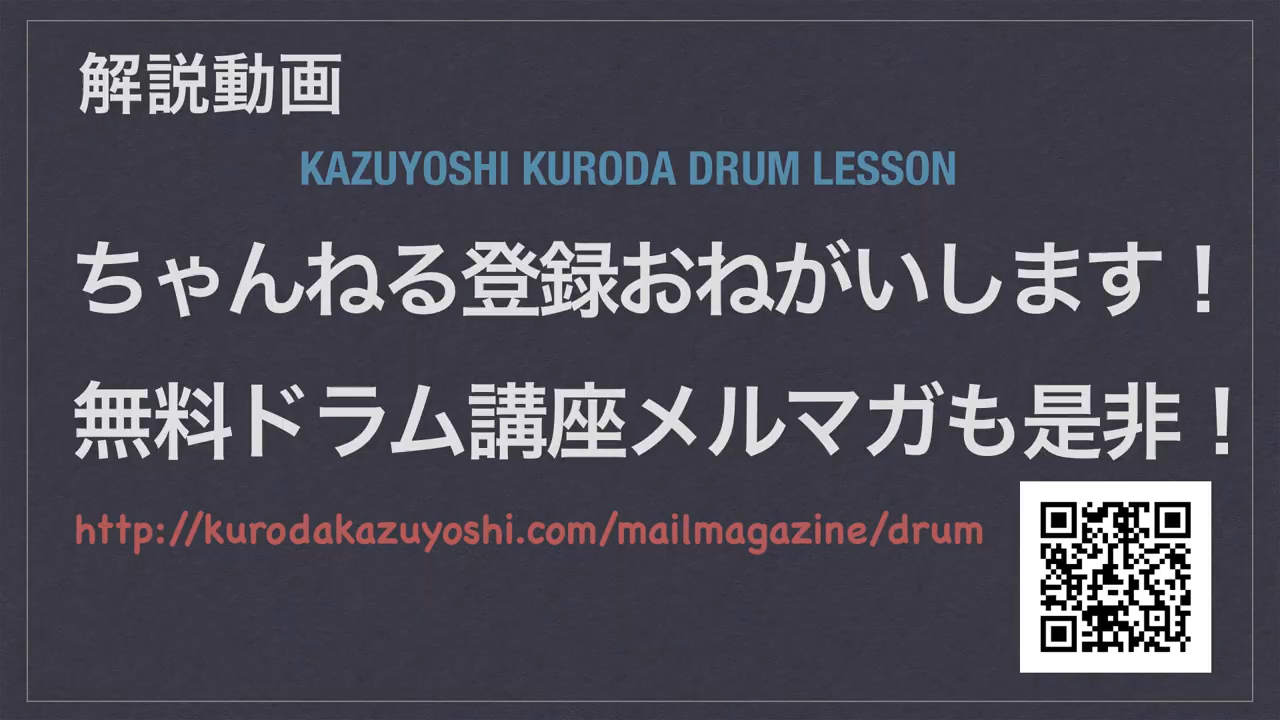 解説動画
KAZUYOSHI KURODA DRUM LESSON
ちゃんねる登録おねがいします！
無料ドラム講座メルマガも是非！
http://kurodakazuyoshi.com/mailmagazine/drum